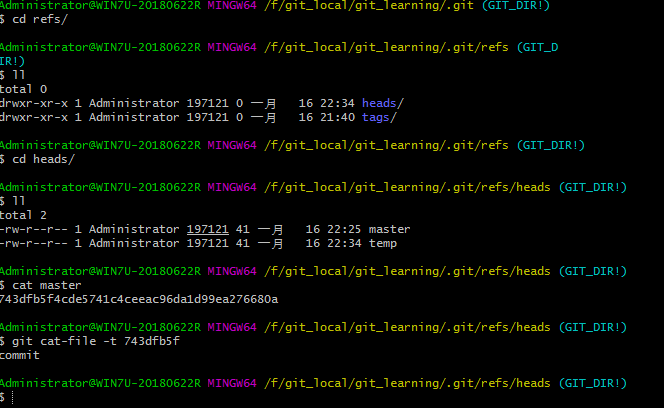 Administrator@WIN7U-20180622R MINGW64 /f/git_local/git_learning/.git (GIT_DIR!)
$ cd refs/
Administrator@WIN7U-20180622R MINGW64 /f/git_local/git_learning/.git/refs (GIT_D
IR!)
$ ll
total 0
drwxr-xr-x 1 Administrator 197121 0 一月 16 22:34 heads/
drwxr-xr-x 1 Administrator 197121 0 一月 16 21:40 tags/
Administrator@WIN7U-20180622R MINGW64 /f/git_local/git_learning/.git/refs (GIT_DIR!)
$ cd heads/
Administrator@WIN7U-20180622R MINGW64 /f/git_local/git_learning/.git/refs/heads (GIT_DIR!)
$ ll
total 2
-rw-r--r-- 1 Administrator 197121 41 一月 16 22:25 master
-rw-r--r-- 1 Administrator 197121 41 一月 16 22:34 temp
Administrator@WIN7U-20180622R MINGW64 /f/git_local/git_learning/.git/refs/heads (GIT_DIR!)
$ cat master
743dfb5f4cde5741c4ceeac96da1d99ea276680a
Administrator@WIN7U-20180622R MINGW64 /f/git_local/git_learning/.git/refs/heads (GIT_DIR!)
$ git cat-file -t 743dfb5f
commit
Administrator@WIN7U-20180622R MINGW64 /f/git_local/git_learning/.git/refs/heads (GIT_DIR!)
$